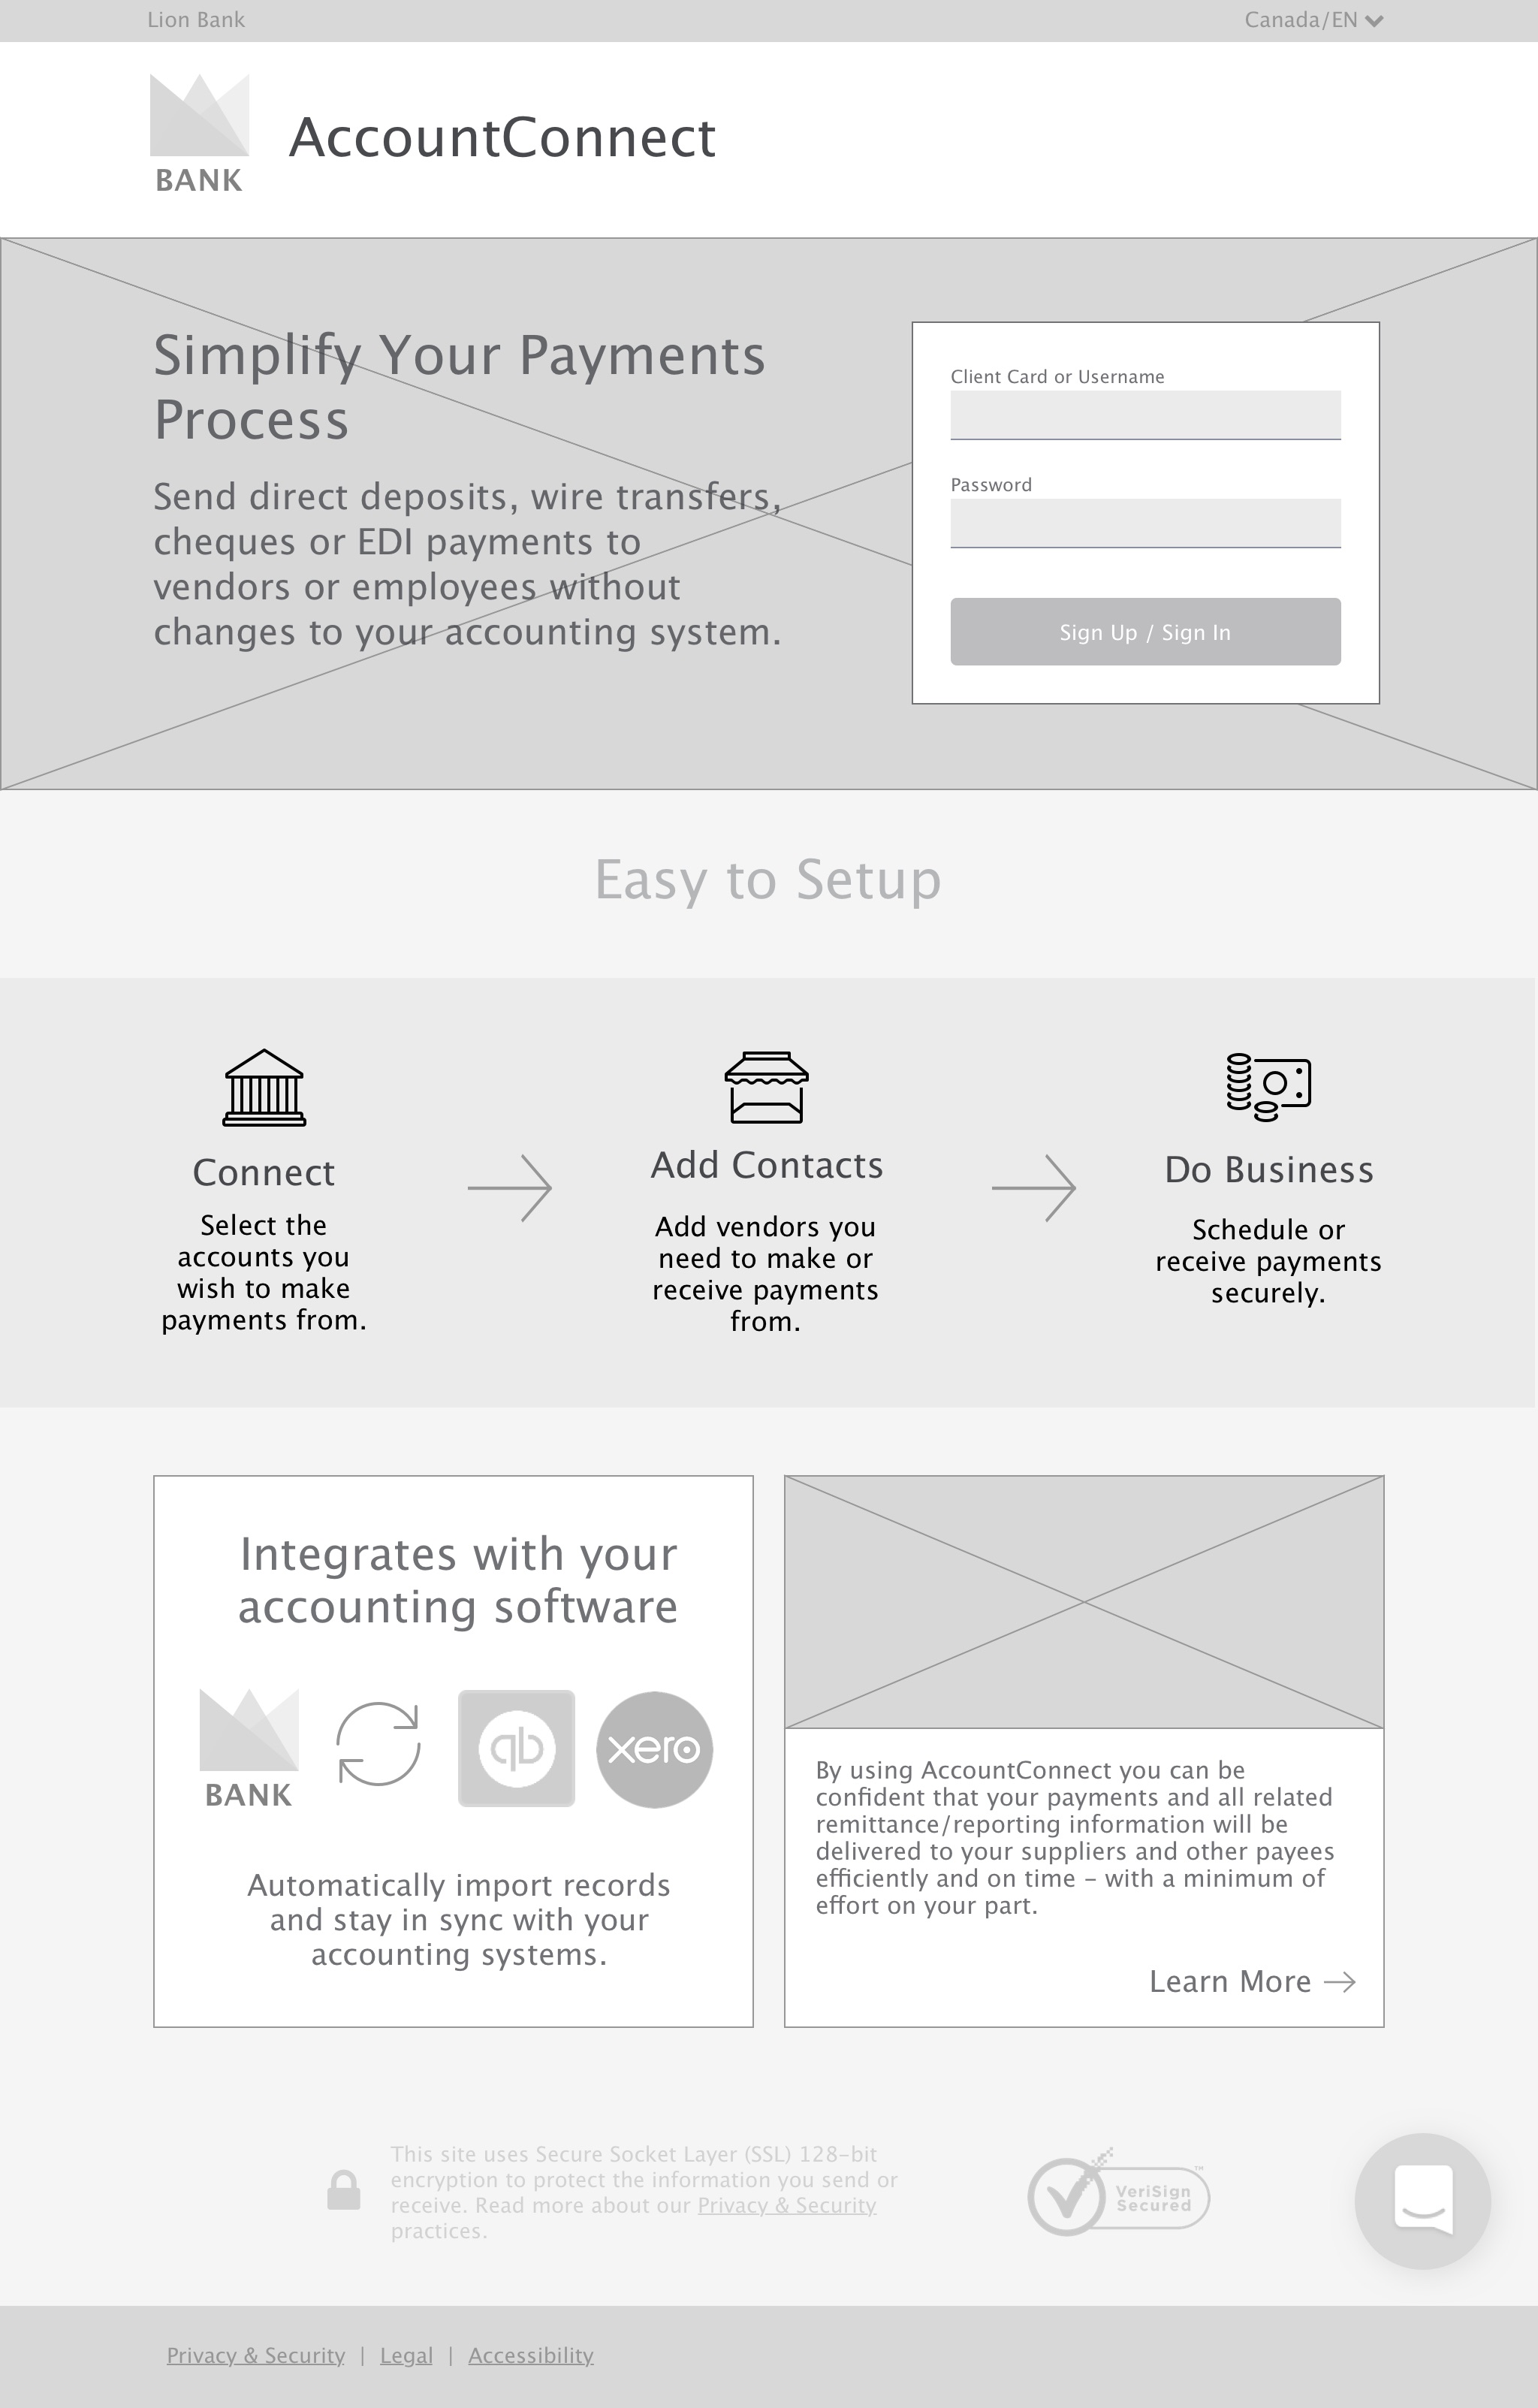 Lion Bank
Canada/EN
BANK
AccountConnect
Simplify Your Payments
Process
Send direct deposits, wire transfers,
cheques or EDI payments to
vendors or employees without
changes to your accounting system.
Client Card or Username
Password
Sign Up / Sign In
Easy to Setup
Connect
Select the
accounts you
wish to make
payments from.
Add Contacts
Add vendors you
need to make or
receive payments
from.
Do Business
Schedule or
receive payments
securely.
Integrates with your
accounting software
BANK
qb
xero
Automatically import records
and stay in sync with your
accounting systems.
By using AccountConnect you can be
confident that your payments and all related
remittance/reporting information will be
delivered to your suppliers and other payees
efficiently and on time – with a minimum of
effort on your part.
Learn More
This site uses Secure Socket Layer (SSL) 128-bit
encryption to protect the information you send or
receive. Read more about our Privacy & Security
practices.
VeriSign
Secured
™
Privacy & Security | Legal | Accessibility